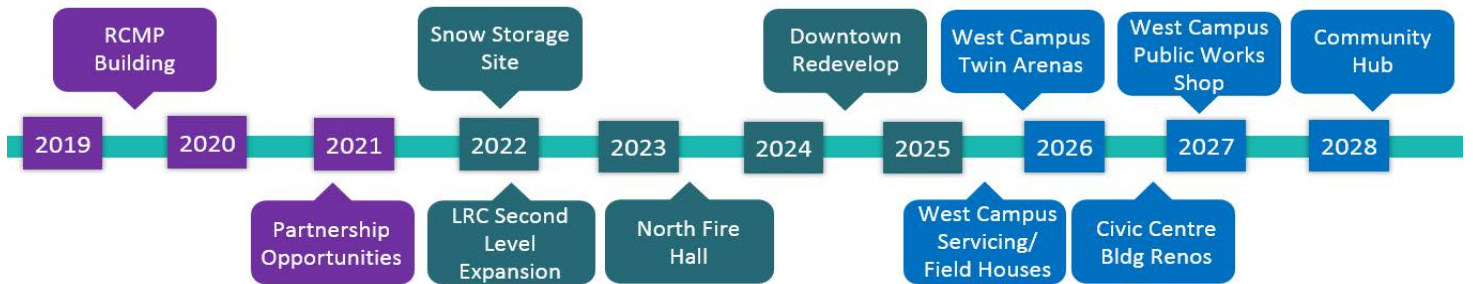 RCMP
Building
Snow Storage
Site
Downtown
Redevelop
West Campus
Twin Arenas
West Campus
Public Works
Shop
Community
Hub
2019
2020
2021
2022
2023
2024
2025
2026
2027
2028
Partnership
Opportunities
LRC Second
Level
Expansion
North Fire
Hall
West Campus
Servicing/
Field Houses
Civic Centre
Bldg Renos